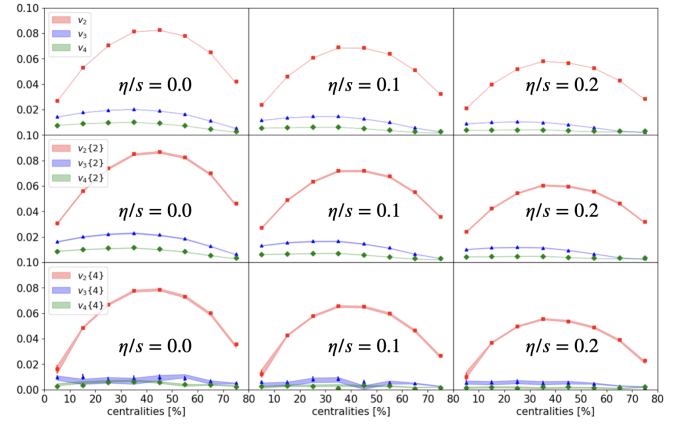 0.10
v₂
v₃
v₄
0.08
0.06
0.04
0.02
η/s = 0.0
η/s = 0.1
η/s = 0.2
0.10
v₂{2}
v₃{2}
v₄{2}
0.08
0.06
0.04
0.02
η/s = 0.0
η/s = 0.1
η/s = 0.2
0.10
v₂{4}
v₃{4}
v₄{4}
0.08
0.06
0.04
0.02
0.00
η/s = 0.0
η/s = 0.1
η/s = 0.2
0 10 20 30 40 50 60 70 80 10 20 30 40 50 60 70 80 10 20 30 40 50 60 70 80
centralities [%] centralities [%] centralities [%]